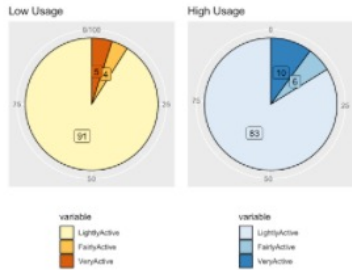 Low Usage
High Usage
0/100
0
5
4
10
6
75
25
75
25
91
83
50
50
variable
LightlyActive
FairlyActive
VeryActive
variable
LightlyActive
FairlyActive
VeryActive